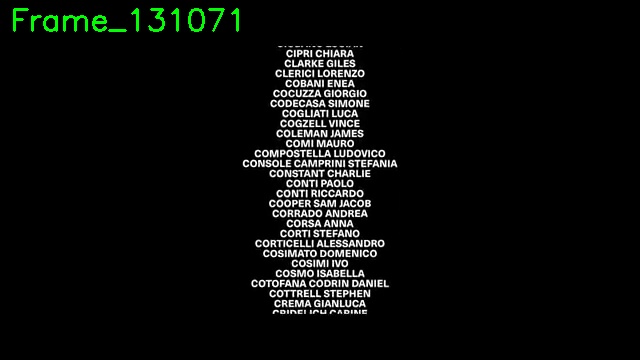 Frame_131071
CIPRI CHIARA
CLARKE GILES
CLERICI LORENZO
COBANI ENEA
COCUZZA GIORGIO
CODECASA SIMONE
COGLIATI LUCA
COGZELL VINCE
COLEMAN JAMES
COMI MAURO
COMPOSTELLA LUDOVICO
CONSOLE CAMPRINI STEFANIA
CONSTANT CHARLIE
CONTI PAOLO
CONTI RICCARDO
COOPER SAM JACOB
CORRADO ANDREA
CORSA ANNA
CORTI STEFANO
CORTICELLI ALESSANDRO
COSIMATO DOMENICO
COSIMI IVO
COSMO ISABELLA
COTOFANA CODRIN DANIEL
COTTRELL STEPHEN
CREMA GIANLUCA